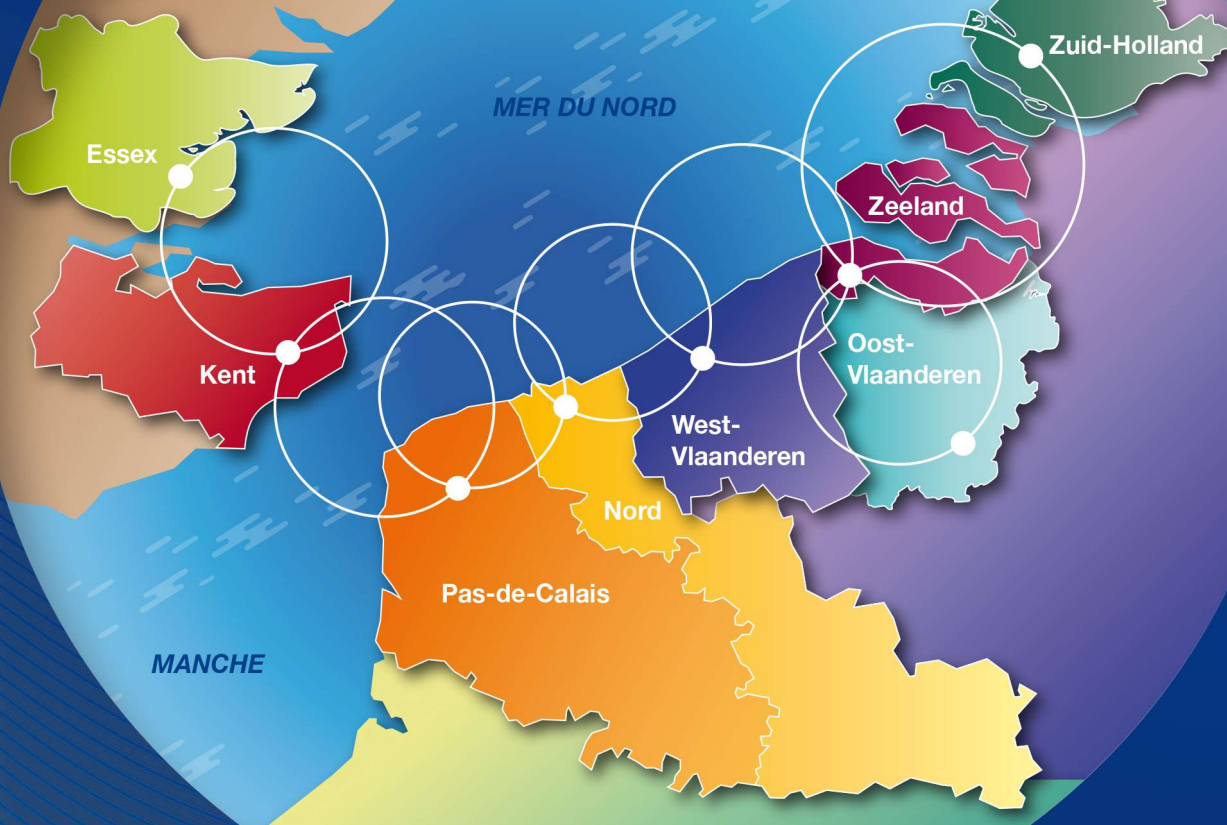 Zuid-Holland
MER DU NORD
Essex
Zeeland
Kent
Oost-
Vlaanderen
West-
Vlaanderen
Nord
Pas-de-Calais
MANCHE